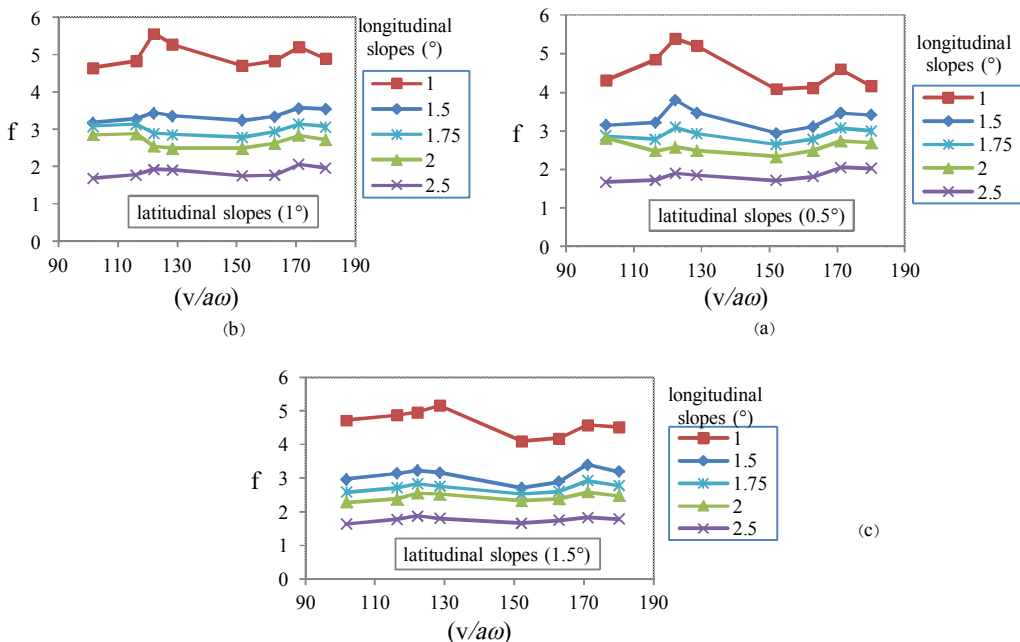 longitudinal
slopes (°)
6
5
4
3
2
1
0
f
1
1.5
1.75
2
2.5
latitudinal slopes (1°)
90 110 130 150 170 190
(v/aω)
(b)
longitudinal
slopes (°)
6
5
4
3
2
1
0
f
1
1.5
1.75
2
2.5
latitudinal slopes (0.5°)
90 110 130 150 170 190
(v/aω)
(a)
longitudinal
slopes (°)
6
5
4
3
2
1
0
f
1
1.5
1.75
2
2.5
latitudinal slopes (1.5°)
90 110 130 150 170 190
(v/aω)
(c)